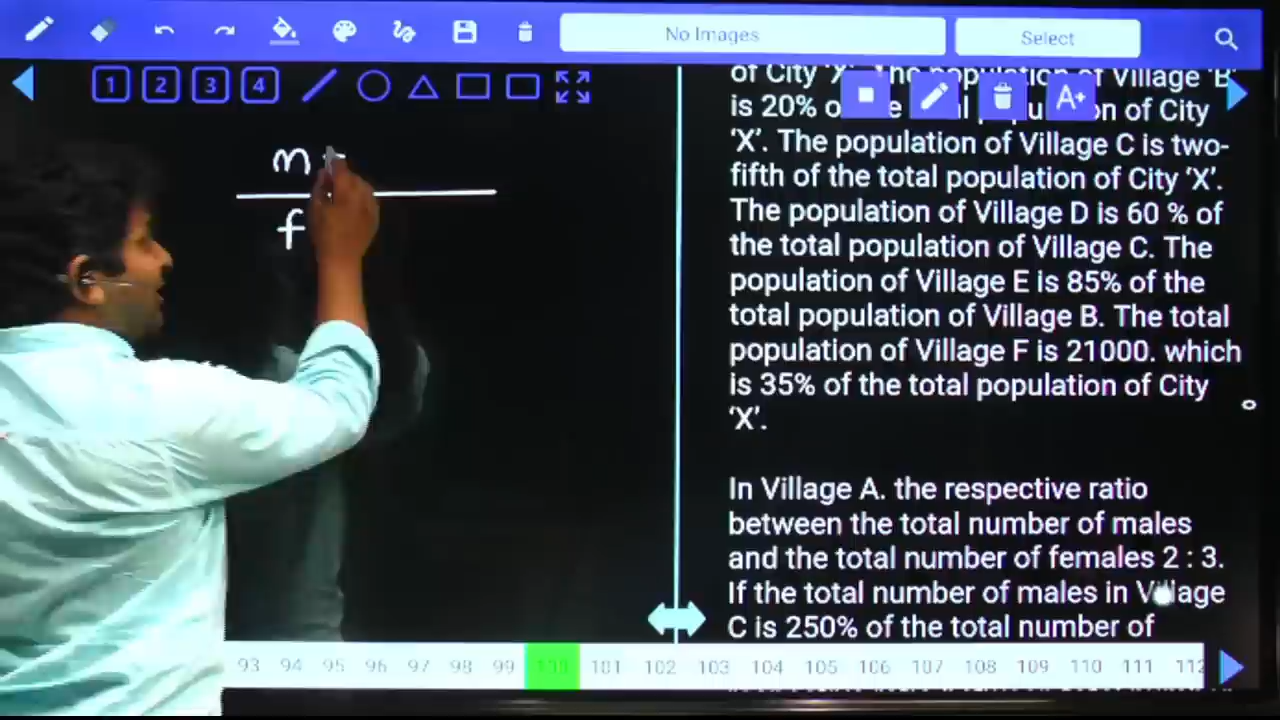 No Images
Select
1 2 3 4
A+
m
f
of City 'X'. The population of Village 'B'
is 20% of City
'X'. The population of Village C is two-
fifth of the total population of City 'X'.
The population of Village D is 60 % of
the total population of Village C. The
population of Village E is 85% of the
total population of Village B. The total
population of Village F is 21000. which
is 35% of the total population of City
'X'.
In Village A. the respective ratio
between the total number of males
and the total number of females 2 : 3.
If the total number of males in Village
C is 250% of the total number of
93 94 95 96 97 98 99 100 101 102 103 104 105 106 107 108 109 110 111 112